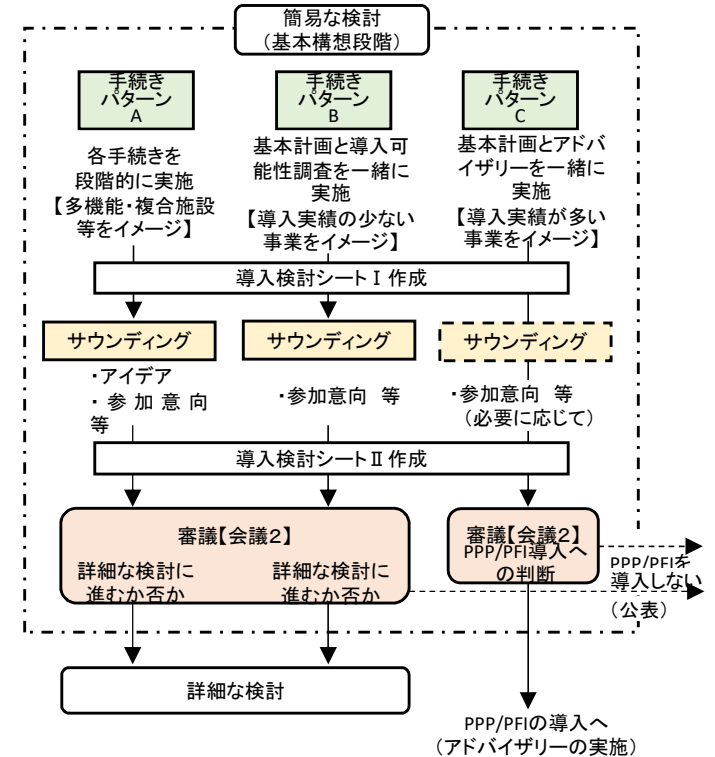 簡易な検討
（基本構想段階）
手続き
パターン
A
手続き
パターン
B
手続き
パターン
C
各手続きを
段階的に実施
【多機能・複合施設
等をイメージ】
基本計画と導入可
能性調査を一緒に
実施
【導入実績の少ない
事業をイメージ】
基本計画とアドバ
イザリーを一緒に
実施
【導入実績が多い
事業をイメージ】
導入検討シートⅠ作成
サウンディング
サウンディング
サウンディング
・アイデア
・参加意向
等
・参加意向 等
・参加意向 等
（必要に応じて）
導入検討シートⅡ作成
審議【会議２】
詳細な検討に
進むか否か
詳細な検討に
進むか否か
審議【会議２】
PPP/PFI導入へ
の判断
PPP/PFIを
導入しない
（公表）
詳細な検討
PPP/PFIの導入へ
（アドバイザリーの実施）